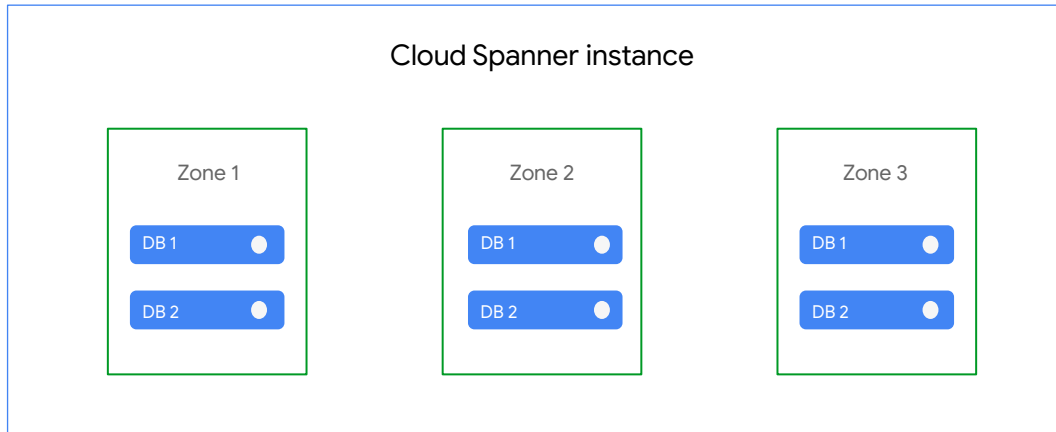 Cloud Spanner instance
Zone 1
DB 1
DB 2
Zone 2
DB 1
DB 2
Zone 3
DB 1
DB 2